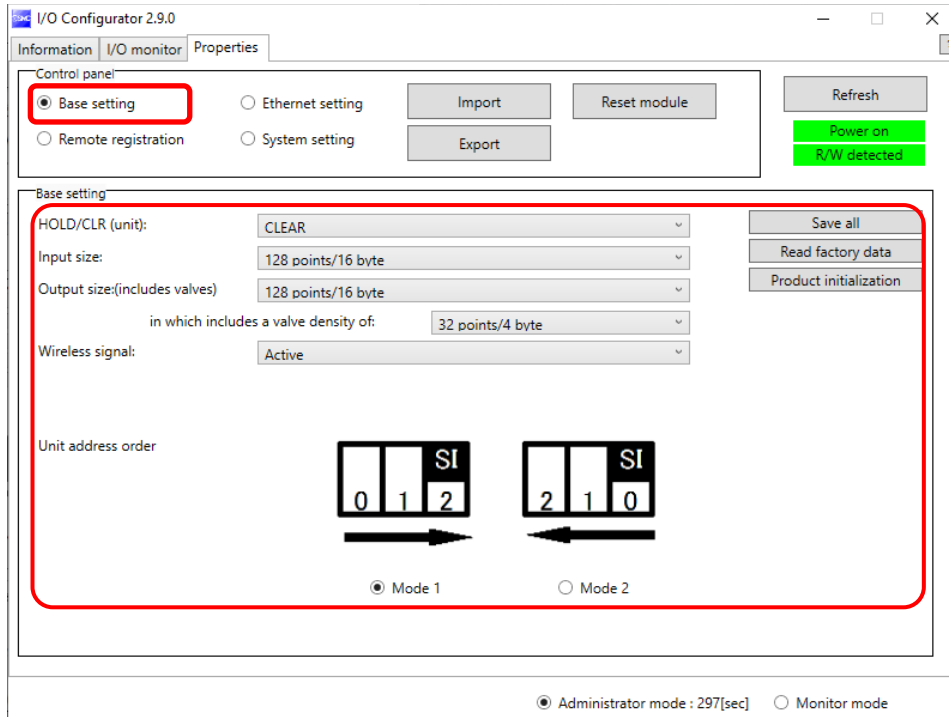 SMC I/O Configurator 2.9.0
Information I/O monitor Properties
Control panel
Base setting Ethernet setting Import Reset module Refresh
Remote registration System setting Export Power on
R/W detected
Base setting
HOLD/CLR (unit): CLEAR Save all
Input size: 128 points/16 byte Read factory data
Output size:(includes valves) 128 points/16 byte Product initialization
in which includes a valve density of: 32 points/4 byte
Wireless signal: Active
Unit address order
SI SI
0 1 2 2 1 0
Mode 1 Mode 2
Administrator mode : 297[sec] Monitor mode